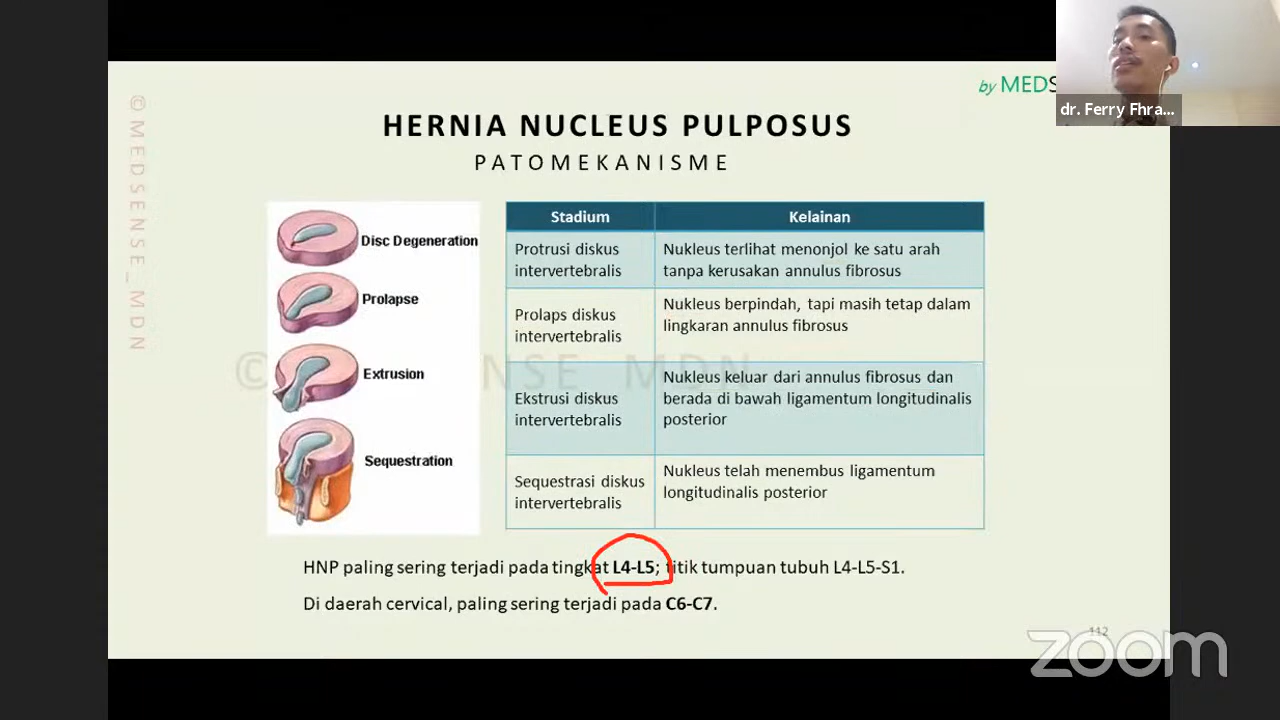 by MEDS
dr. Ferry Fhra...
©MEDSENSE_MDN
HERNIA NUCLEUS PULPOSUS
PATOMEKANISME
Disc Degeneration
Prolapse
Extrusion
Sequestration
Stadium
Kelainan
Protrusi diskus
intervertebralis
Nukleus terlihat menonjol ke satu arah
tanpa kerusakan annulus fibrosus
Prolaps diskus
intervertebralis
Nukleus berpindah, tapi masih tetap dalam
lingkaran annulus fibrosus
Ekstrusi diskus
intervertebralis
Nukleus keluar dari annulus fibrosus dan
berada di bawah ligamentum longitudinalis
posterior
Sequestrasi diskus
intervertebralis
Nukleus telah menembus ligamentum
longitudinalis posterior
© NSE MDN
HNP paling sering terjadi pada tingkat L4-L5; titik tumpuan tubuh L4-L5-S1.
Di daerah cervical, paling sering terjadi pada C6-C7.
112
zoom